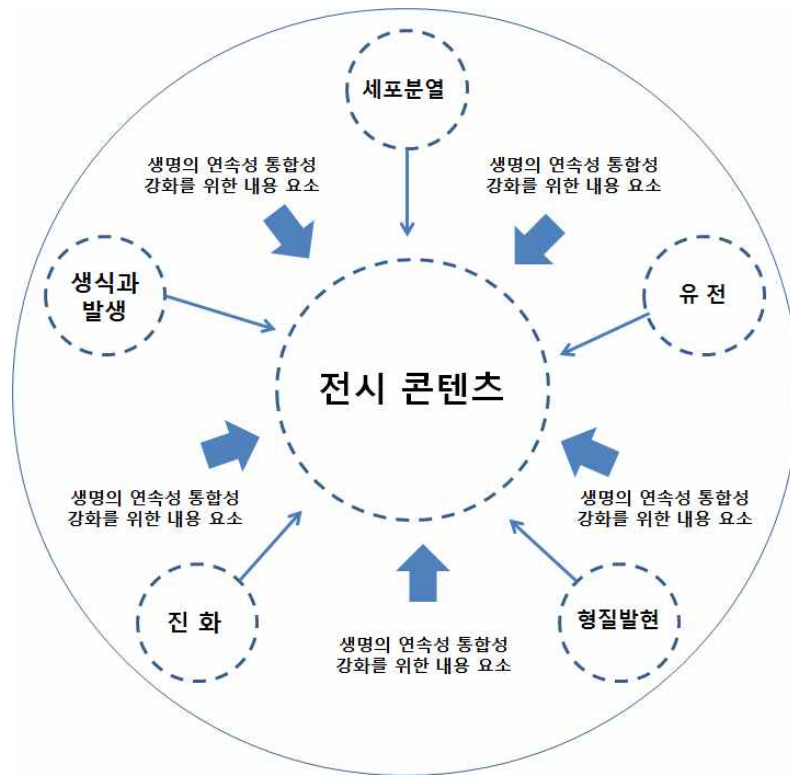 세포분열
생명의 연속성 통합성
강화를 위한 내용 요소
생명의 연속성 통합성
강화를 위한 내용 요소
생식과
발생
유 전
전시 콘텐츠
생명의 연속성 통합성
강화를 위한 내용 요소
생명의 연속성 통합성
강화를 위한 내용 요소
진 화
형질발현
생명의 연속성 통합성
강화를 위한 내용 요소